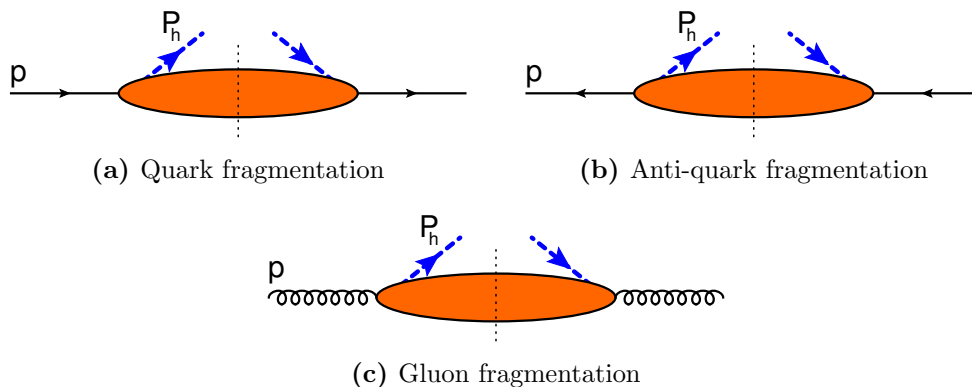 P_h P_h
p p
(a) Quark fragmentation (b) Anti-quark fragmentation
P_h
p
(c) Gluon fragmentation